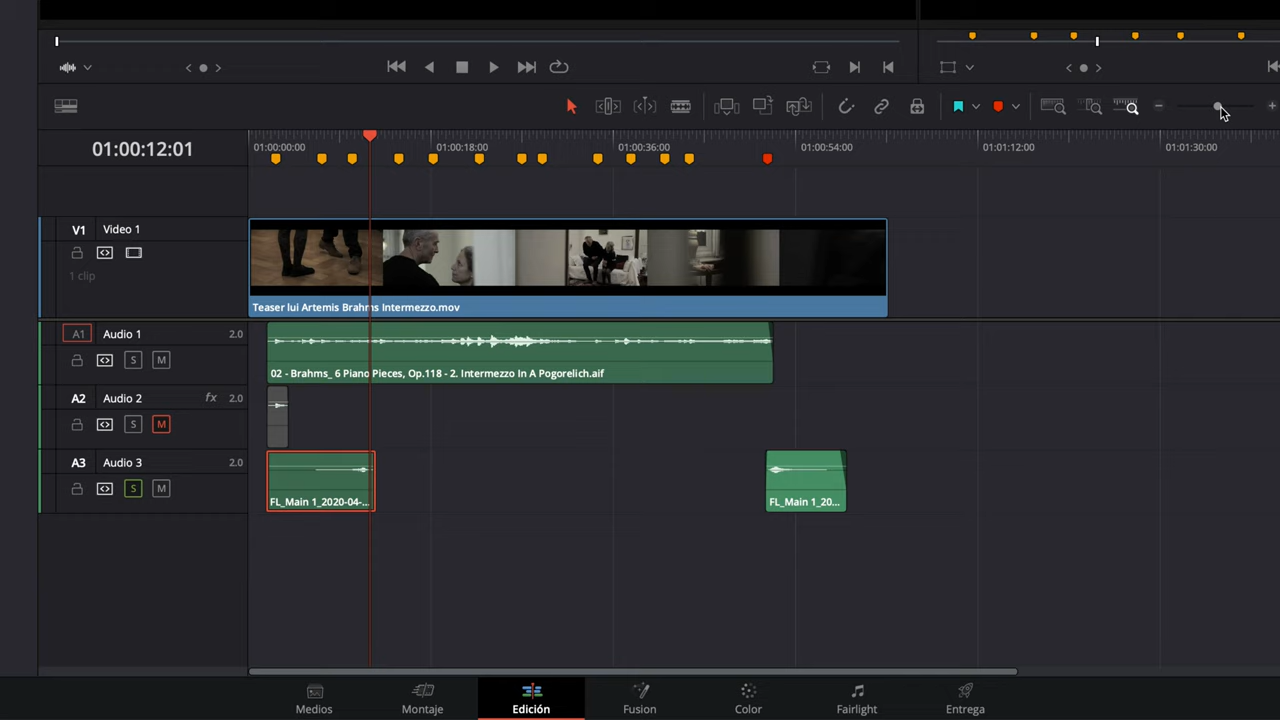 01:00:12:01
01:00:00:00
01:00:18:00
01:00:36:00
01:00:54:00
01:01:12:00
01:01:30:00
V1 Video 1
1 clip
Teaser lui Artemis Brahms Intermezzo.mov
A1 Audio 1 2.0
S M
02 - Brahms_ 6 Piano Pieces, Op.118 - 2. Intermezzo In A Pogorelich.aif
A2 Audio 2 fx 2.0
S M
A3 Audio 3 2.0
S M
FL_Main 1_2020-04-...
FL_Main 1_20...
Medios
Montaje
Edición
Fusion
Color
Fairlight
Entrega